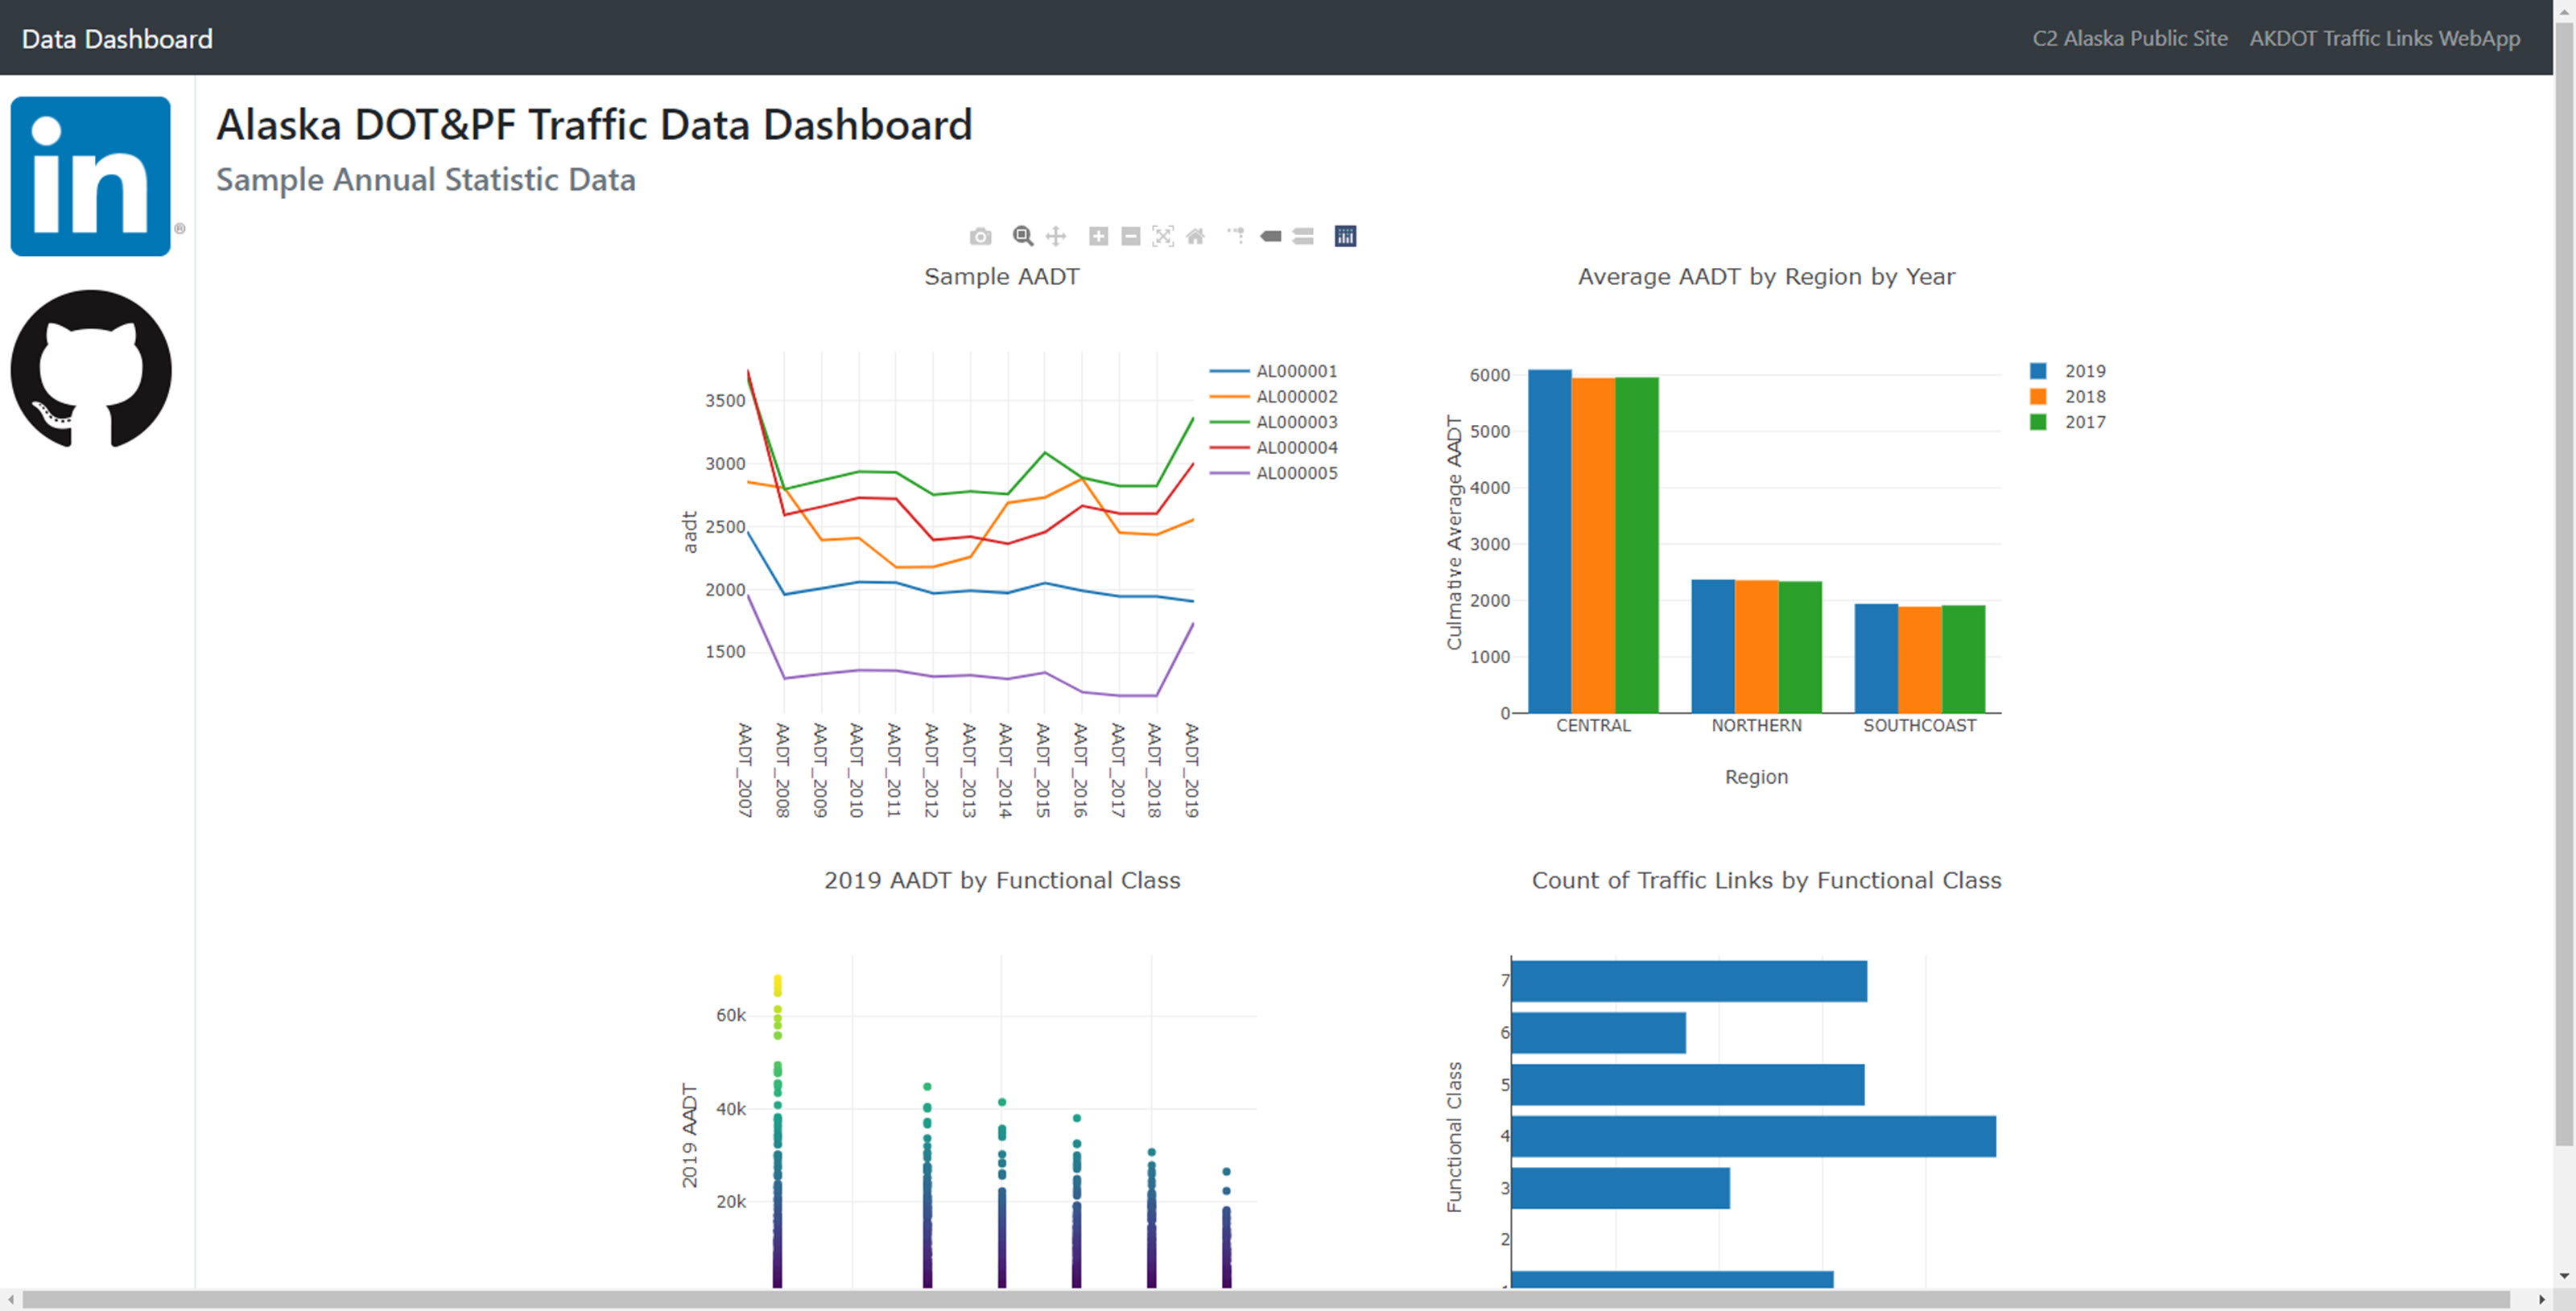 Data Dashboard
C2 Alaska Public Site
AKDOT Traffic Links WebApp
in
®
Alaska DOT&PF Traffic Data Dashboard
Sample Annual Statistic Data
Sample AADT
aadt
3500
3000
2500
2000
1500
AADT_2007
AADT_2008
AADT_2009
AADT_2010
AADT_2011
AADT_2012
AADT_2013
AADT_2014
AADT_2015
AADT_2016
AADT_2017
AADT_2018
AADT_2019
AL000001
AL000002
AL000003
AL000004
AL000005
Average AADT by Region by Year
Culmative Average AADT
6000
5000
4000
3000
2000
1000
0
CENTRAL
NORTHERN
SOUTHCOAST
Region
2019
2018
2017
2019 AADT by Functional Class
2019 AADT
60k
40k
20k
Count of Traffic Links by Functional Class
Functional Class
7
6
5
4
3
2